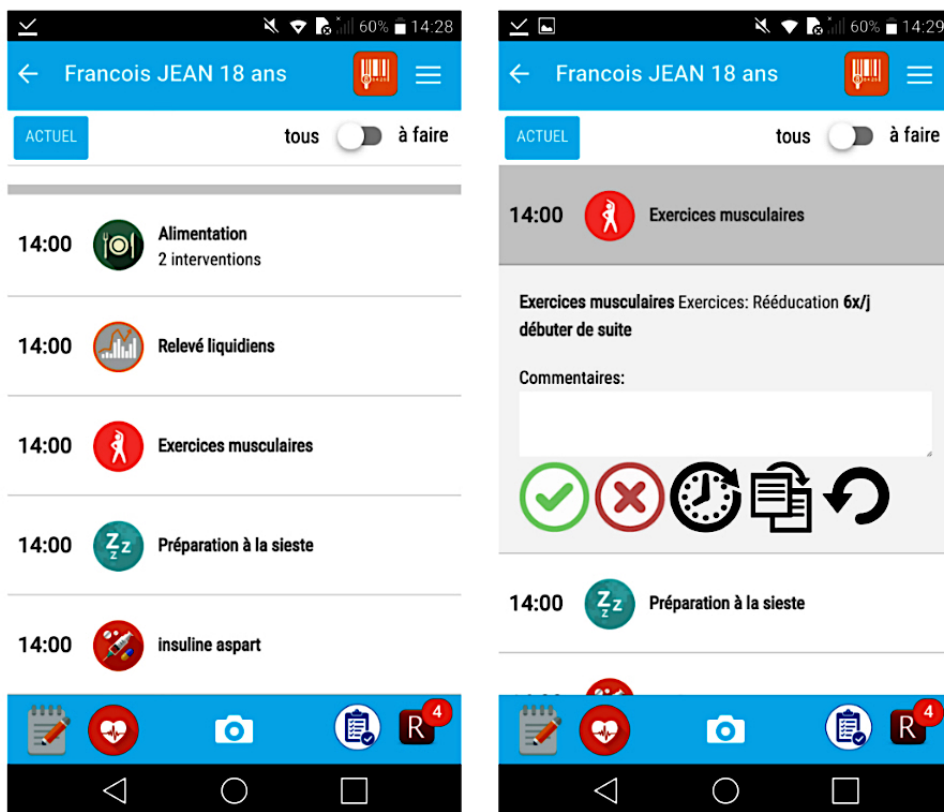 60% 14:28
Francois JEAN 18 ans
ACTUEL tous à faire
14:00 Alimentation
2 interventions
14:00 Relevé liquidiens
14:00 Exercices musculaires
14:00 Zzz Préparation à la sieste
14:00 insuline aspart
R 4
60% 14:29
Francois JEAN 18 ans
ACTUEL tous à faire
14:00 Exercices musculaires
Exercices musculaires Exercices: Rééducation 6x/j
débuter de suite
Commentaires:
14:00 Zzz Préparation à la sieste
R 4